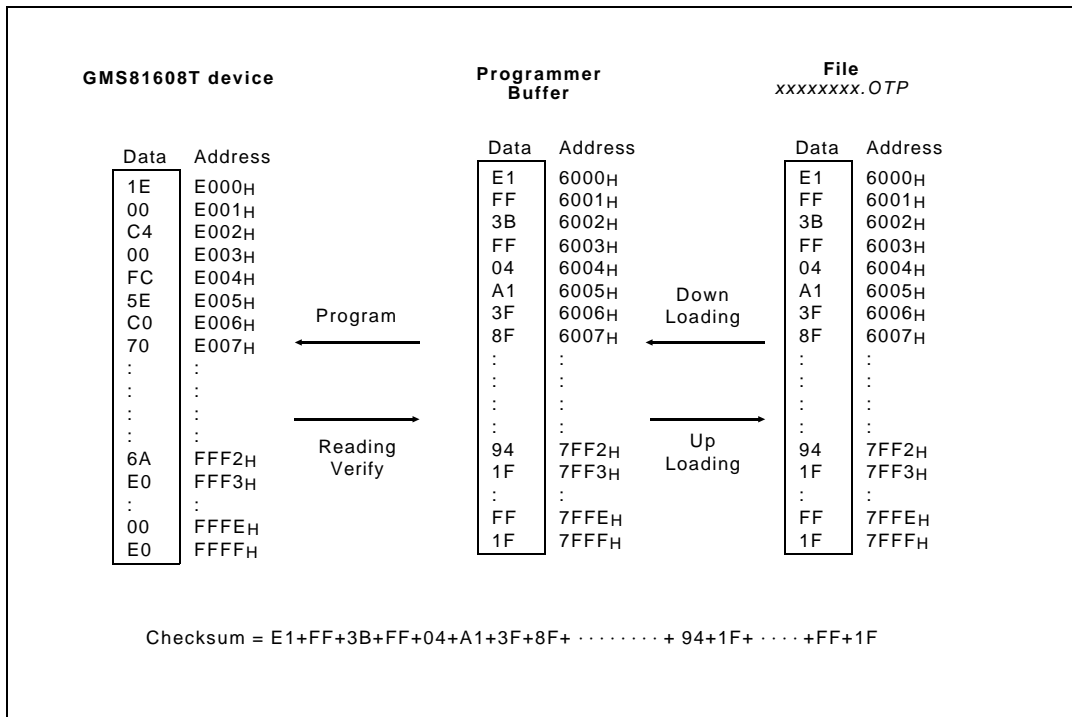 GMS81608T device
Programmer
Buffer
File
xxxxxxxx.OTP
Data Address
1E E000H
00 E001H
C4 E002H
00 E003H
FC E004H
5E E005H
C0 E006H
70 E007H
: :
: :
: :
: :
6A FFF2H
E0 FFF3H
: :
00 FFFEH
E0 FFFFH
Program
Reading
Verify
Data Address
E1 6000H
FF 6001H
3B 6002H
FF 6003H
04 6004H
A1 6005H
3F 6006H
8F 6007H
: :
: :
: :
: :
94 7FF2H
1F 7FF3H
: :
FF 7FFEH
1F 7FFFH
Down
Loading
Up
Loading
Data Address
E1 6000H
FF 6001H
3B 6002H
FF 6003H
04 6004H
A1 6005H
3F 6006H
8F 6007H
: :
: :
: :
: :
94 7FF2H
1F 7FF3H
: :
FF 7FFEH
1F 7FFFH
Checksum = E1+FF+3B+FF+04+A1+3F+8F+ ········ + 94+1F+ ···· +FF+1F